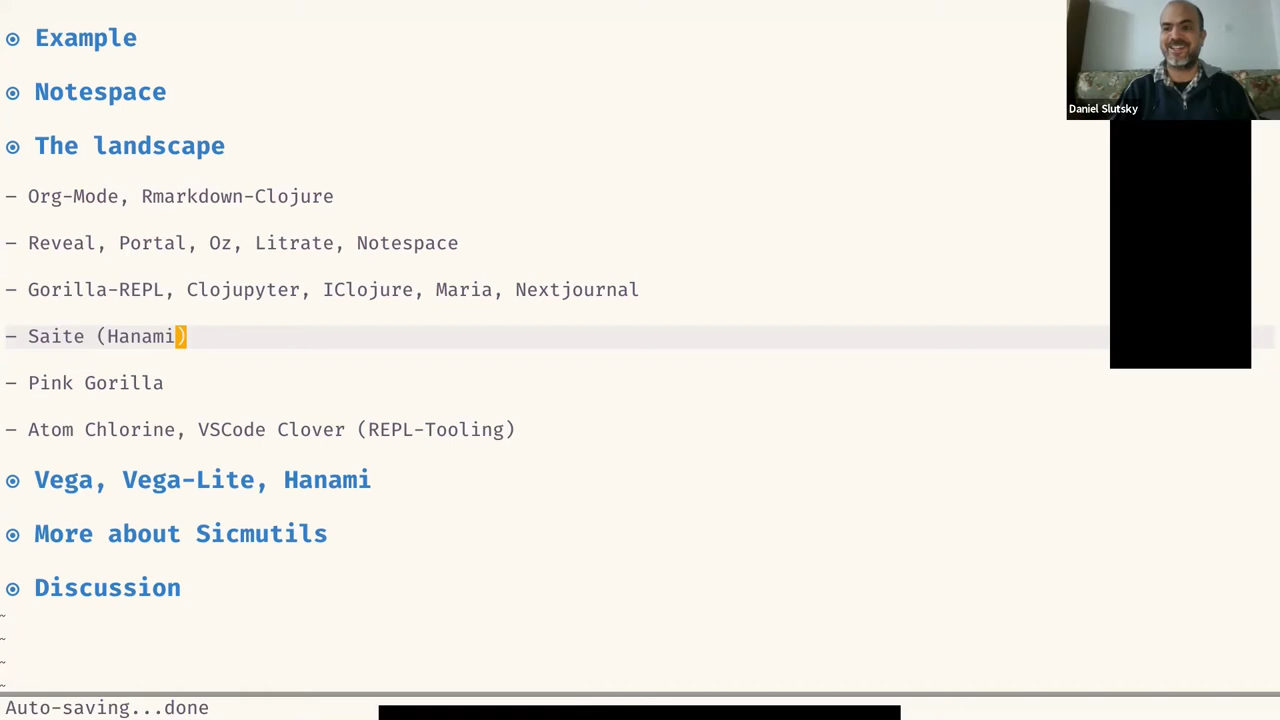 Example
Notespace
The landscape
– Org-Mode, Rmarkdown-Clojure
– Reveal, Portal, Oz, Litrate, Notespace
– Gorilla-REPL, Clojupyter, IClojure, Maria, Nextjournal
– Saite (Hanami)
– Pink Gorilla
– Atom Chlorine, VSCode Clover (REPL-Tooling)
Vega, Vega-Lite, Hanami
More about Sicmutils
Discussion
~
~
~
~
Auto-saving...done
Daniel Slutsky